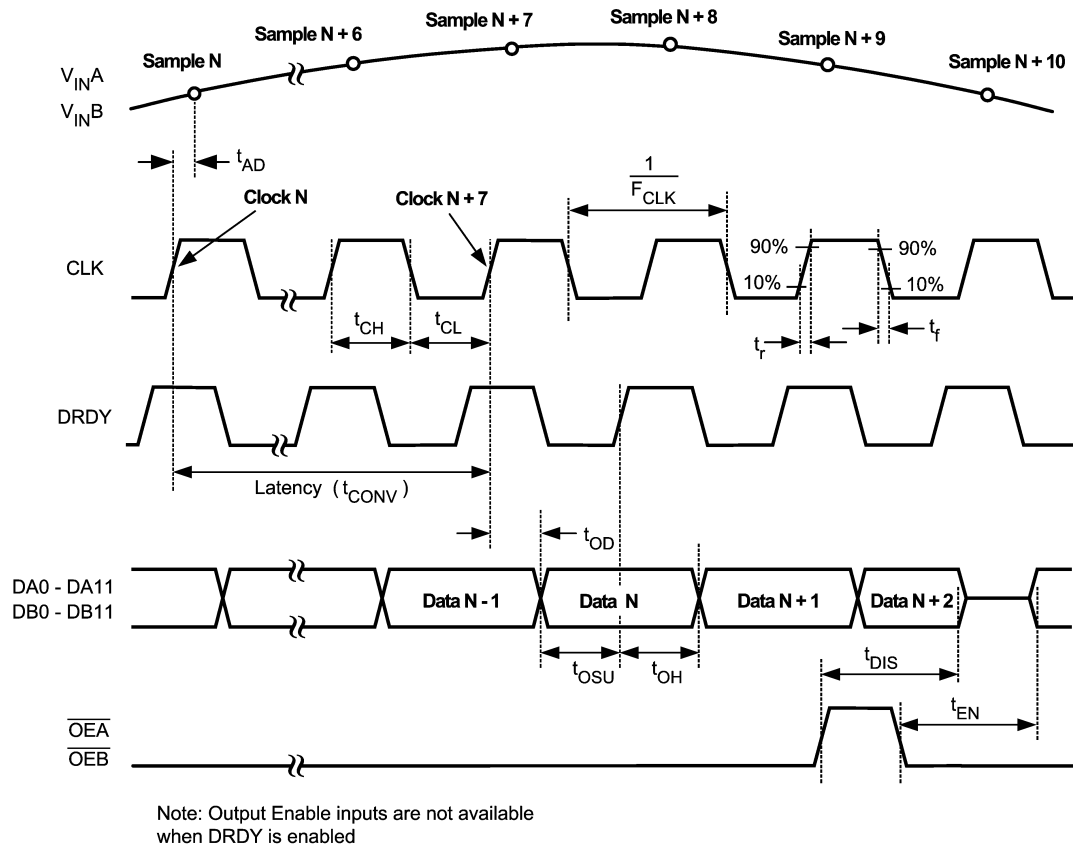 Sample N
Sample N + 6
Sample N + 7
Sample N + 8
Sample N + 9
Sample N + 10
VINA
VINB
tAD
Clock N
Clock N + 7
1
FCLK
CLK
90%
90%
10%
10%
tCH
tCL
tr
tf
DRDY
Latency ( tCONV )
tOD
DA0 - DA11
DB0 - DB11
Data N - 1
Data N
Data N + 1
Data N + 2
tOSU
tOH
tDIS
tEN
OEA
OEB
Note: Output Enable inputs are not available
when DRDY is enabled